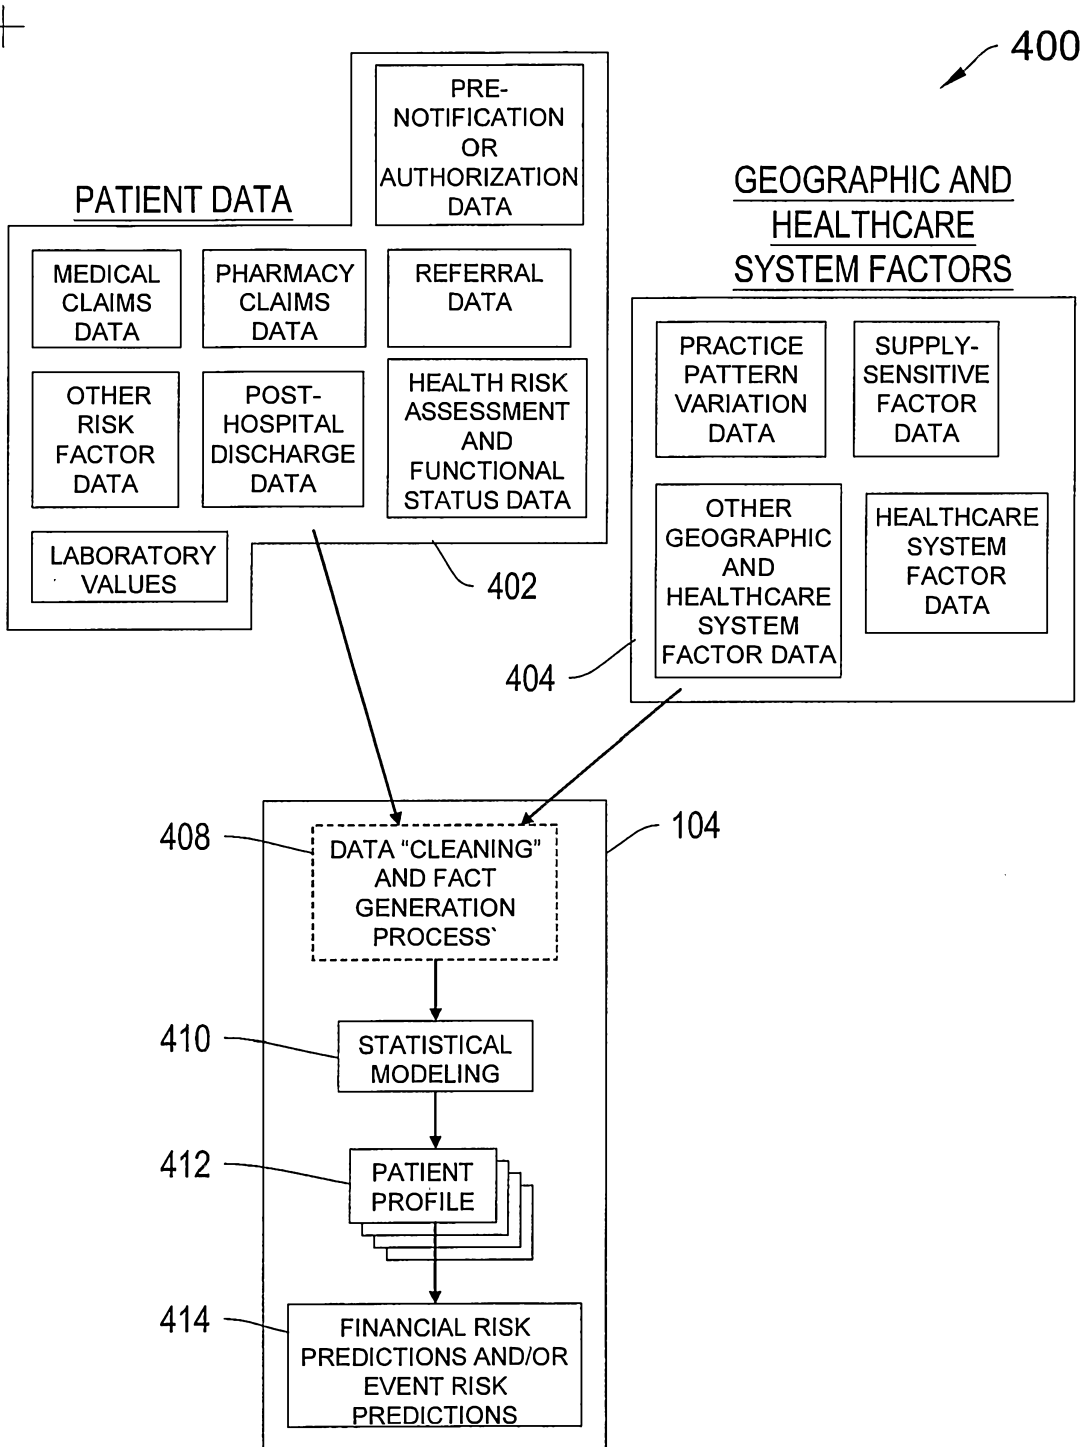 400
PRE-
NOTIFICATION
OR
AUTHORIZATION
DATA
PATIENT DATA
MEDICAL
CLAIMS
DATA
PHARMACY
CLAIMS
DATA
REFERRAL
DATA
OTHER
RISK
FACTOR
DATA
POST-
HOSPITAL
DISCHARGE
DATA
HEALTH RISK
ASSESSMENT
AND
FUNCTIONAL
STATUS DATA
LABORATORY
VALUES
402
GEOGRAPHIC AND
HEALTHCARE
SYSTEM FACTORS
PRACTICE
PATTERN
VARIATION
DATA
SUPPLY-
SENSITIVE
FACTOR
DATA
OTHER
GEOGRAPHIC
AND
HEALTHCARE
SYSTEM
FACTOR DATA
HEALTHCARE
SYSTEM
FACTOR
DATA
404
104
408
DATA "CLEANING"
AND FACT
GENERATION
PROCESS`
410
STATISTICAL
MODELING
412
PATIENT
PROFILE
414
FINANCIAL RISK
PREDICTIONS AND/OR
EVENT RISK
PREDICTIONS